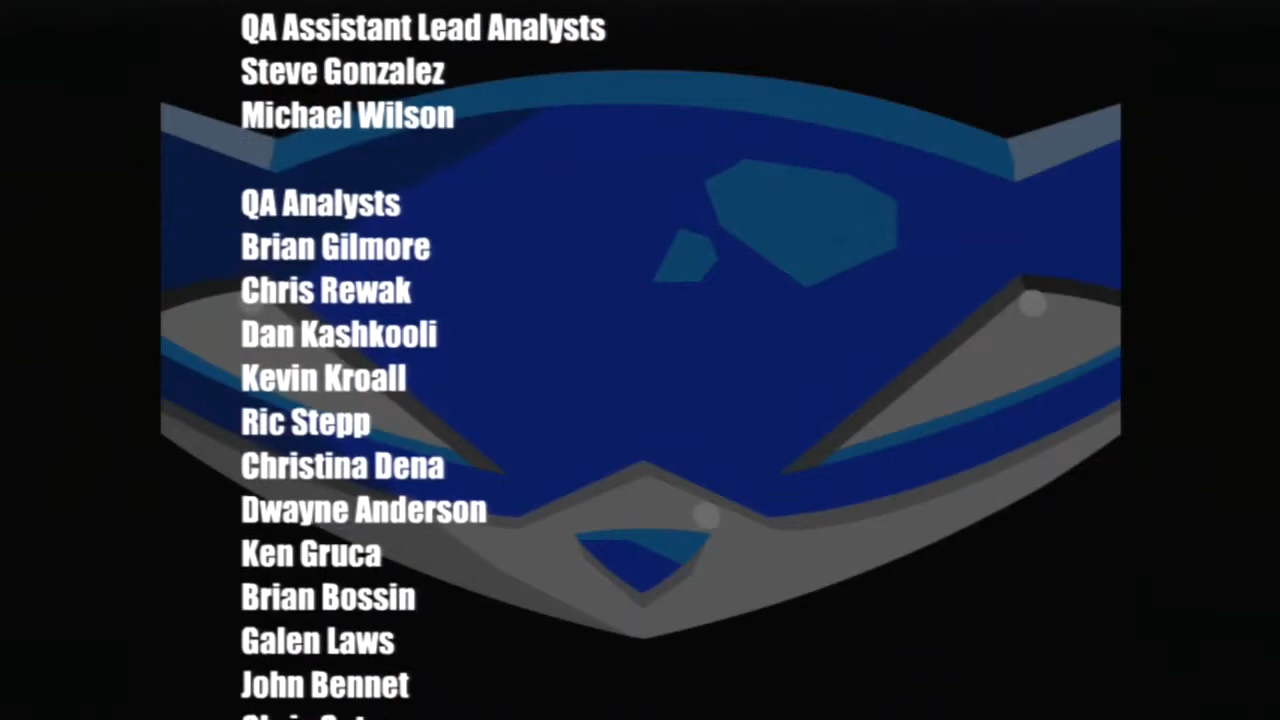 QA Assistant Lead Analysts
Steve Gonzalez
Michael Wilson
QA Analysts
Brian Gilmore
Chris Rewak
Dan Kashkooli
Kevin Kroall
Ric Stepp
Christina Dena
Dwayne Anderson
Ken Gruca
Brian Bossin
Galen Laws
John Bennet